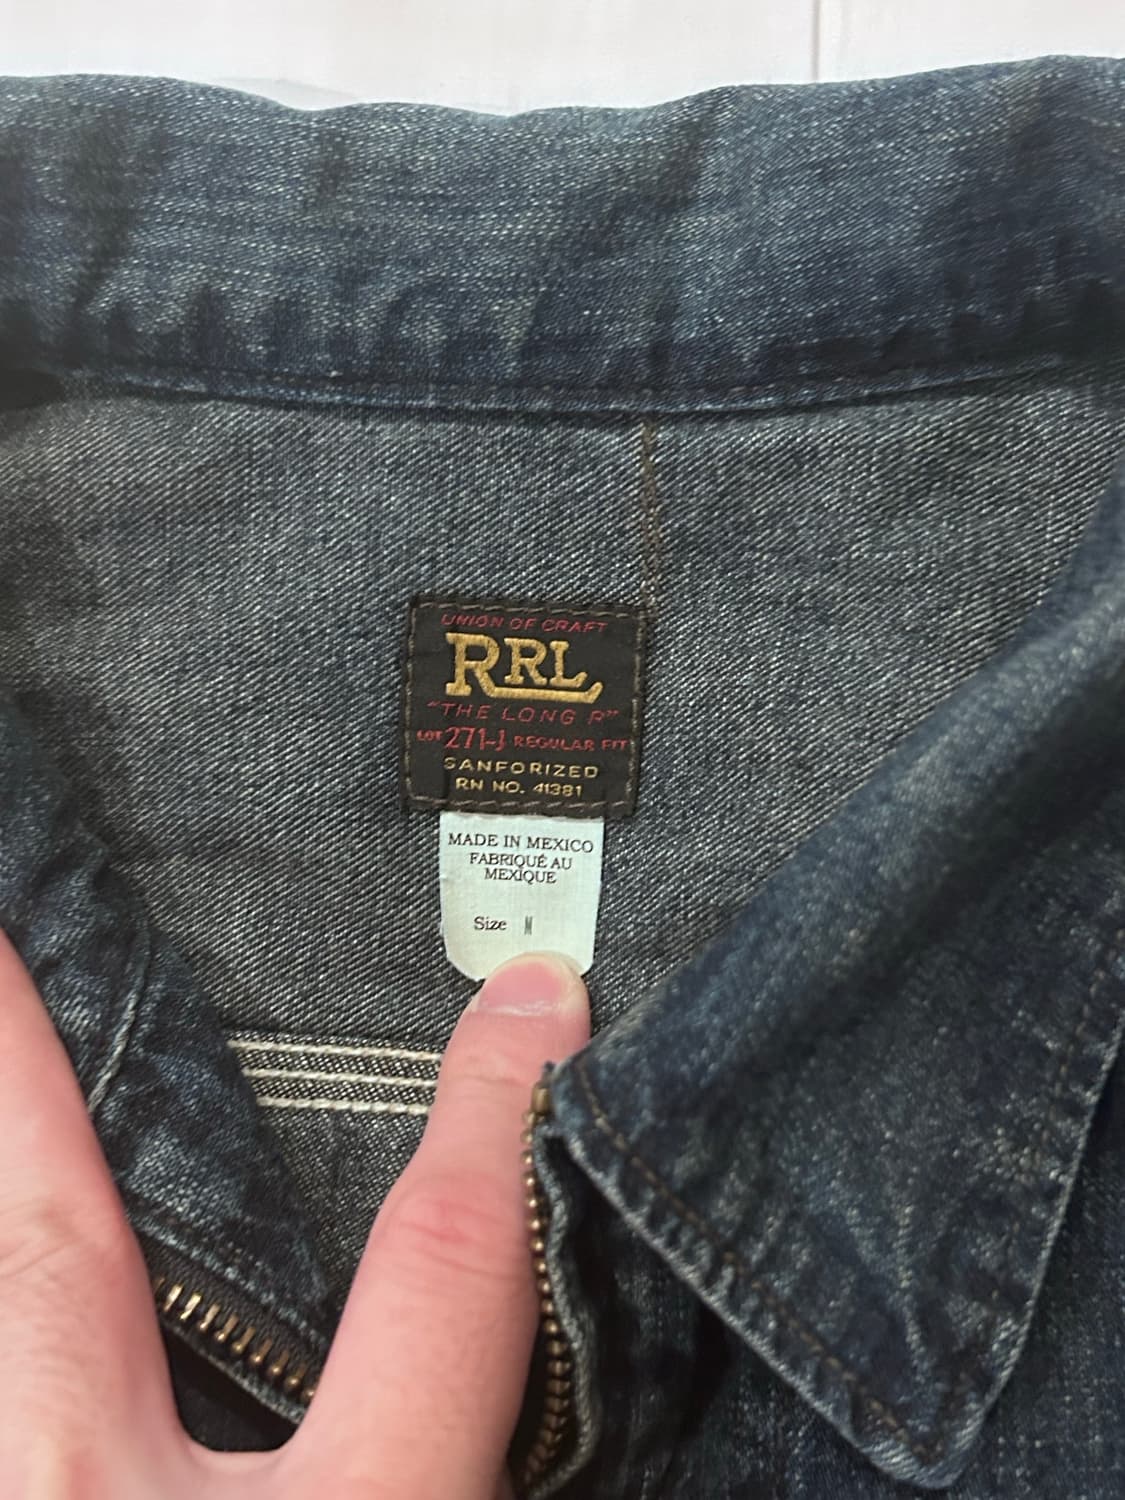 UNION OF CRAFT
RRL
"THE LONG R"
LOT 271-J REGULAR FIT
SANFORIZED
RN NO. 41381
MADE IN MEXICO
FABRIQUÉ AU
MEXIQUE
Size M